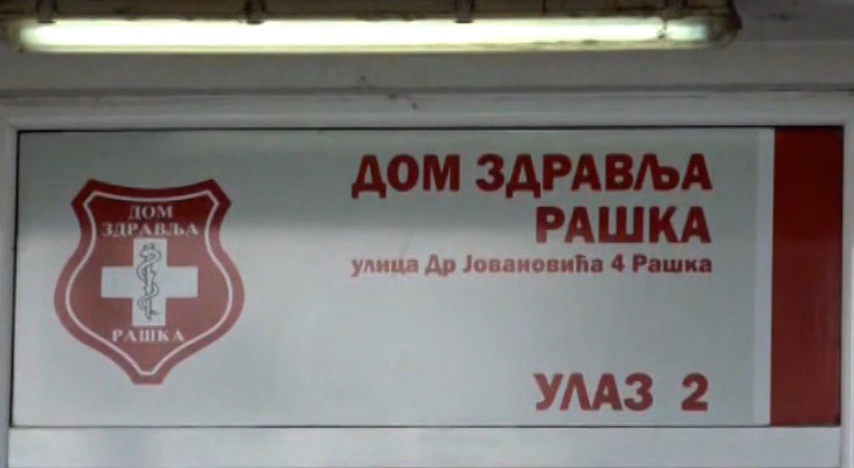 ДОМ
ЗДРАВЉА
РАШКА
ДОМ ЗДРАВЉА
РАШКА
улица Др Јовановића 4 Рашка
УЛАЗ 2